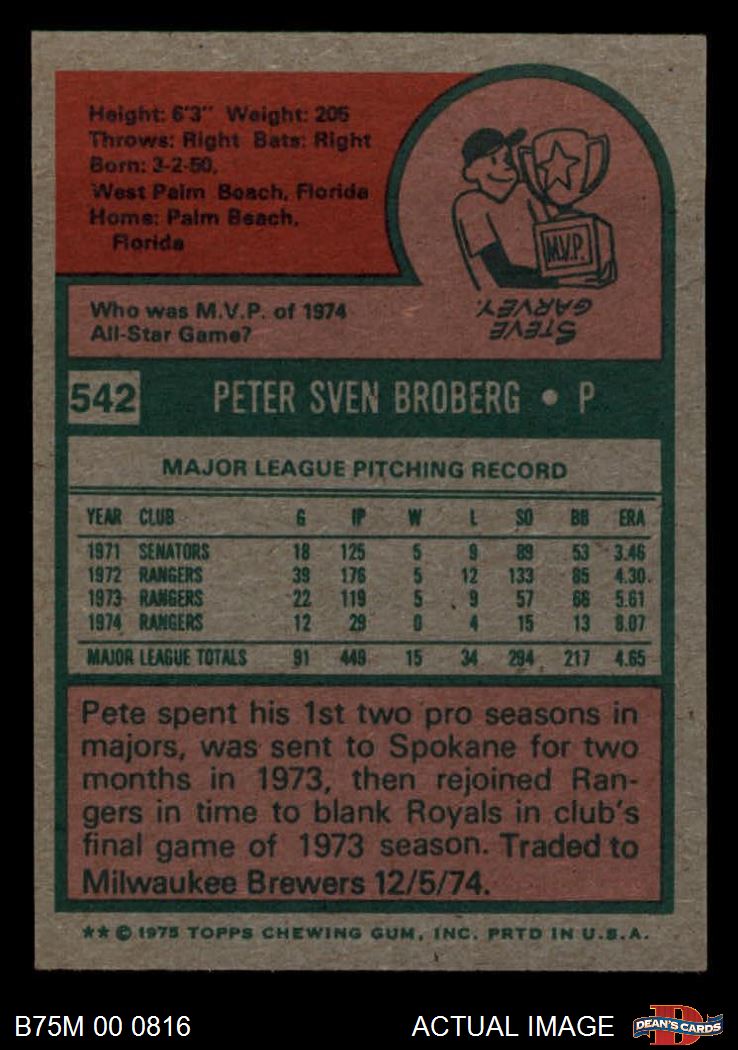 Height: 6'3" Weight: 205
Throws: Right Bats: Right
Born: 3-2-50,
West Palm Beach, Florida
Home: Palm Beach,
Florida
M.V.P.
STEVE
GARVEY.
Who was M.V.P. of 1974
All-Star Game?
542 PETER SVEN BROBERG • P
MAJOR LEAGUE PITCHING RECORD
YEAR CLUB G IP W L SO BB ERA
1971 SENATORS 18 125 5 9 89 53 3.46
1972 RANGERS 39 176 5 12 133 85 4.30
1973 RANGERS 22 119 5 9 57 66 5.61
1974 RANGERS 12 29 0 4 15 13 8.07
MAJOR LEAGUE TOTALS 91 449 15 34 294 217 4.65
Pete spent his 1st two pro seasons in
majors, was sent to Spokane for two
months in 1973, then rejoined Ran-
gers in time to blank Royals in club's
final game of 1973 season. Traded to
Milwaukee Brewers 12/5/74.
** © 1975 TOPPS CHEWING GUM, INC. PRTD IN U.S.A.
B75M 00 0816 ACTUAL IMAGE D DEAN'S CARDS